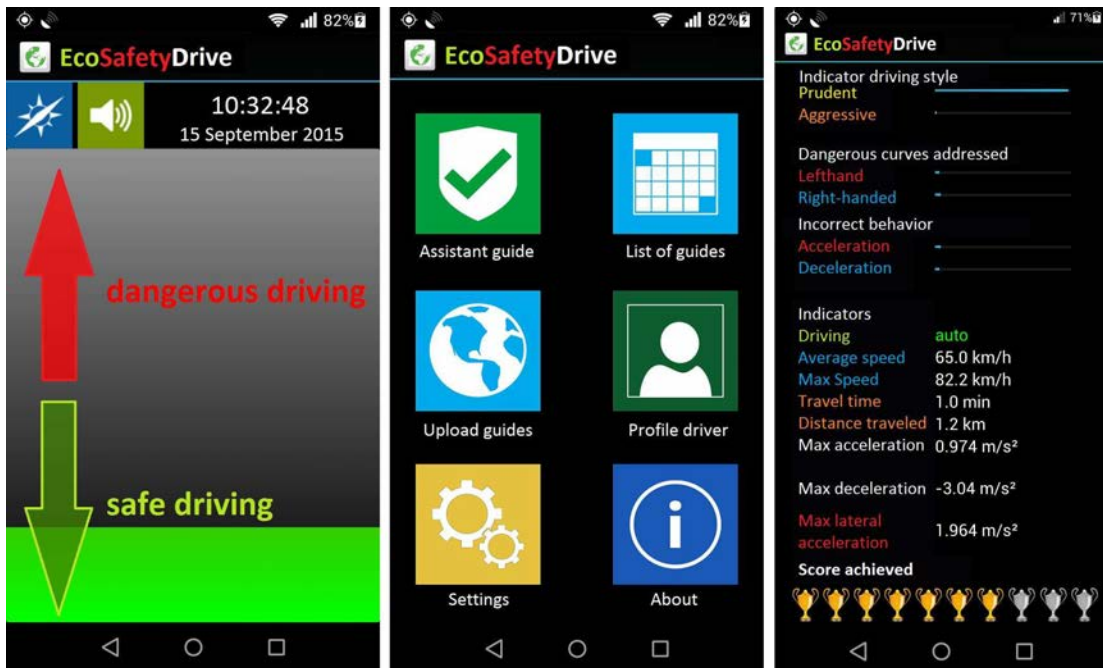 82%
EcoSafetyDrive
10:32:48
15 September 2015
dangerous driving
safe driving
82%
EcoSafetyDrive
Assistant guide
List of guides
Upload guides
Profile driver
Settings
About
71%
EcoSafetyDrive
Indicator driving style
Prudent
Aggressive
Dangerous curves addressed
Lefthand
Right-handed
Incorrect behavior
Acceleration
Deceleration
Indicators
Driving auto
Average speed 65.0 km/h
Max Speed 82.2 km/h
Travel time 1.0 min
Distance traveled 1.2 km
Max acceleration 0.974 m/s²
Max deceleration -3.04 m/s²
Max lateral
acceleration 1.964 m/s²
Score achieved